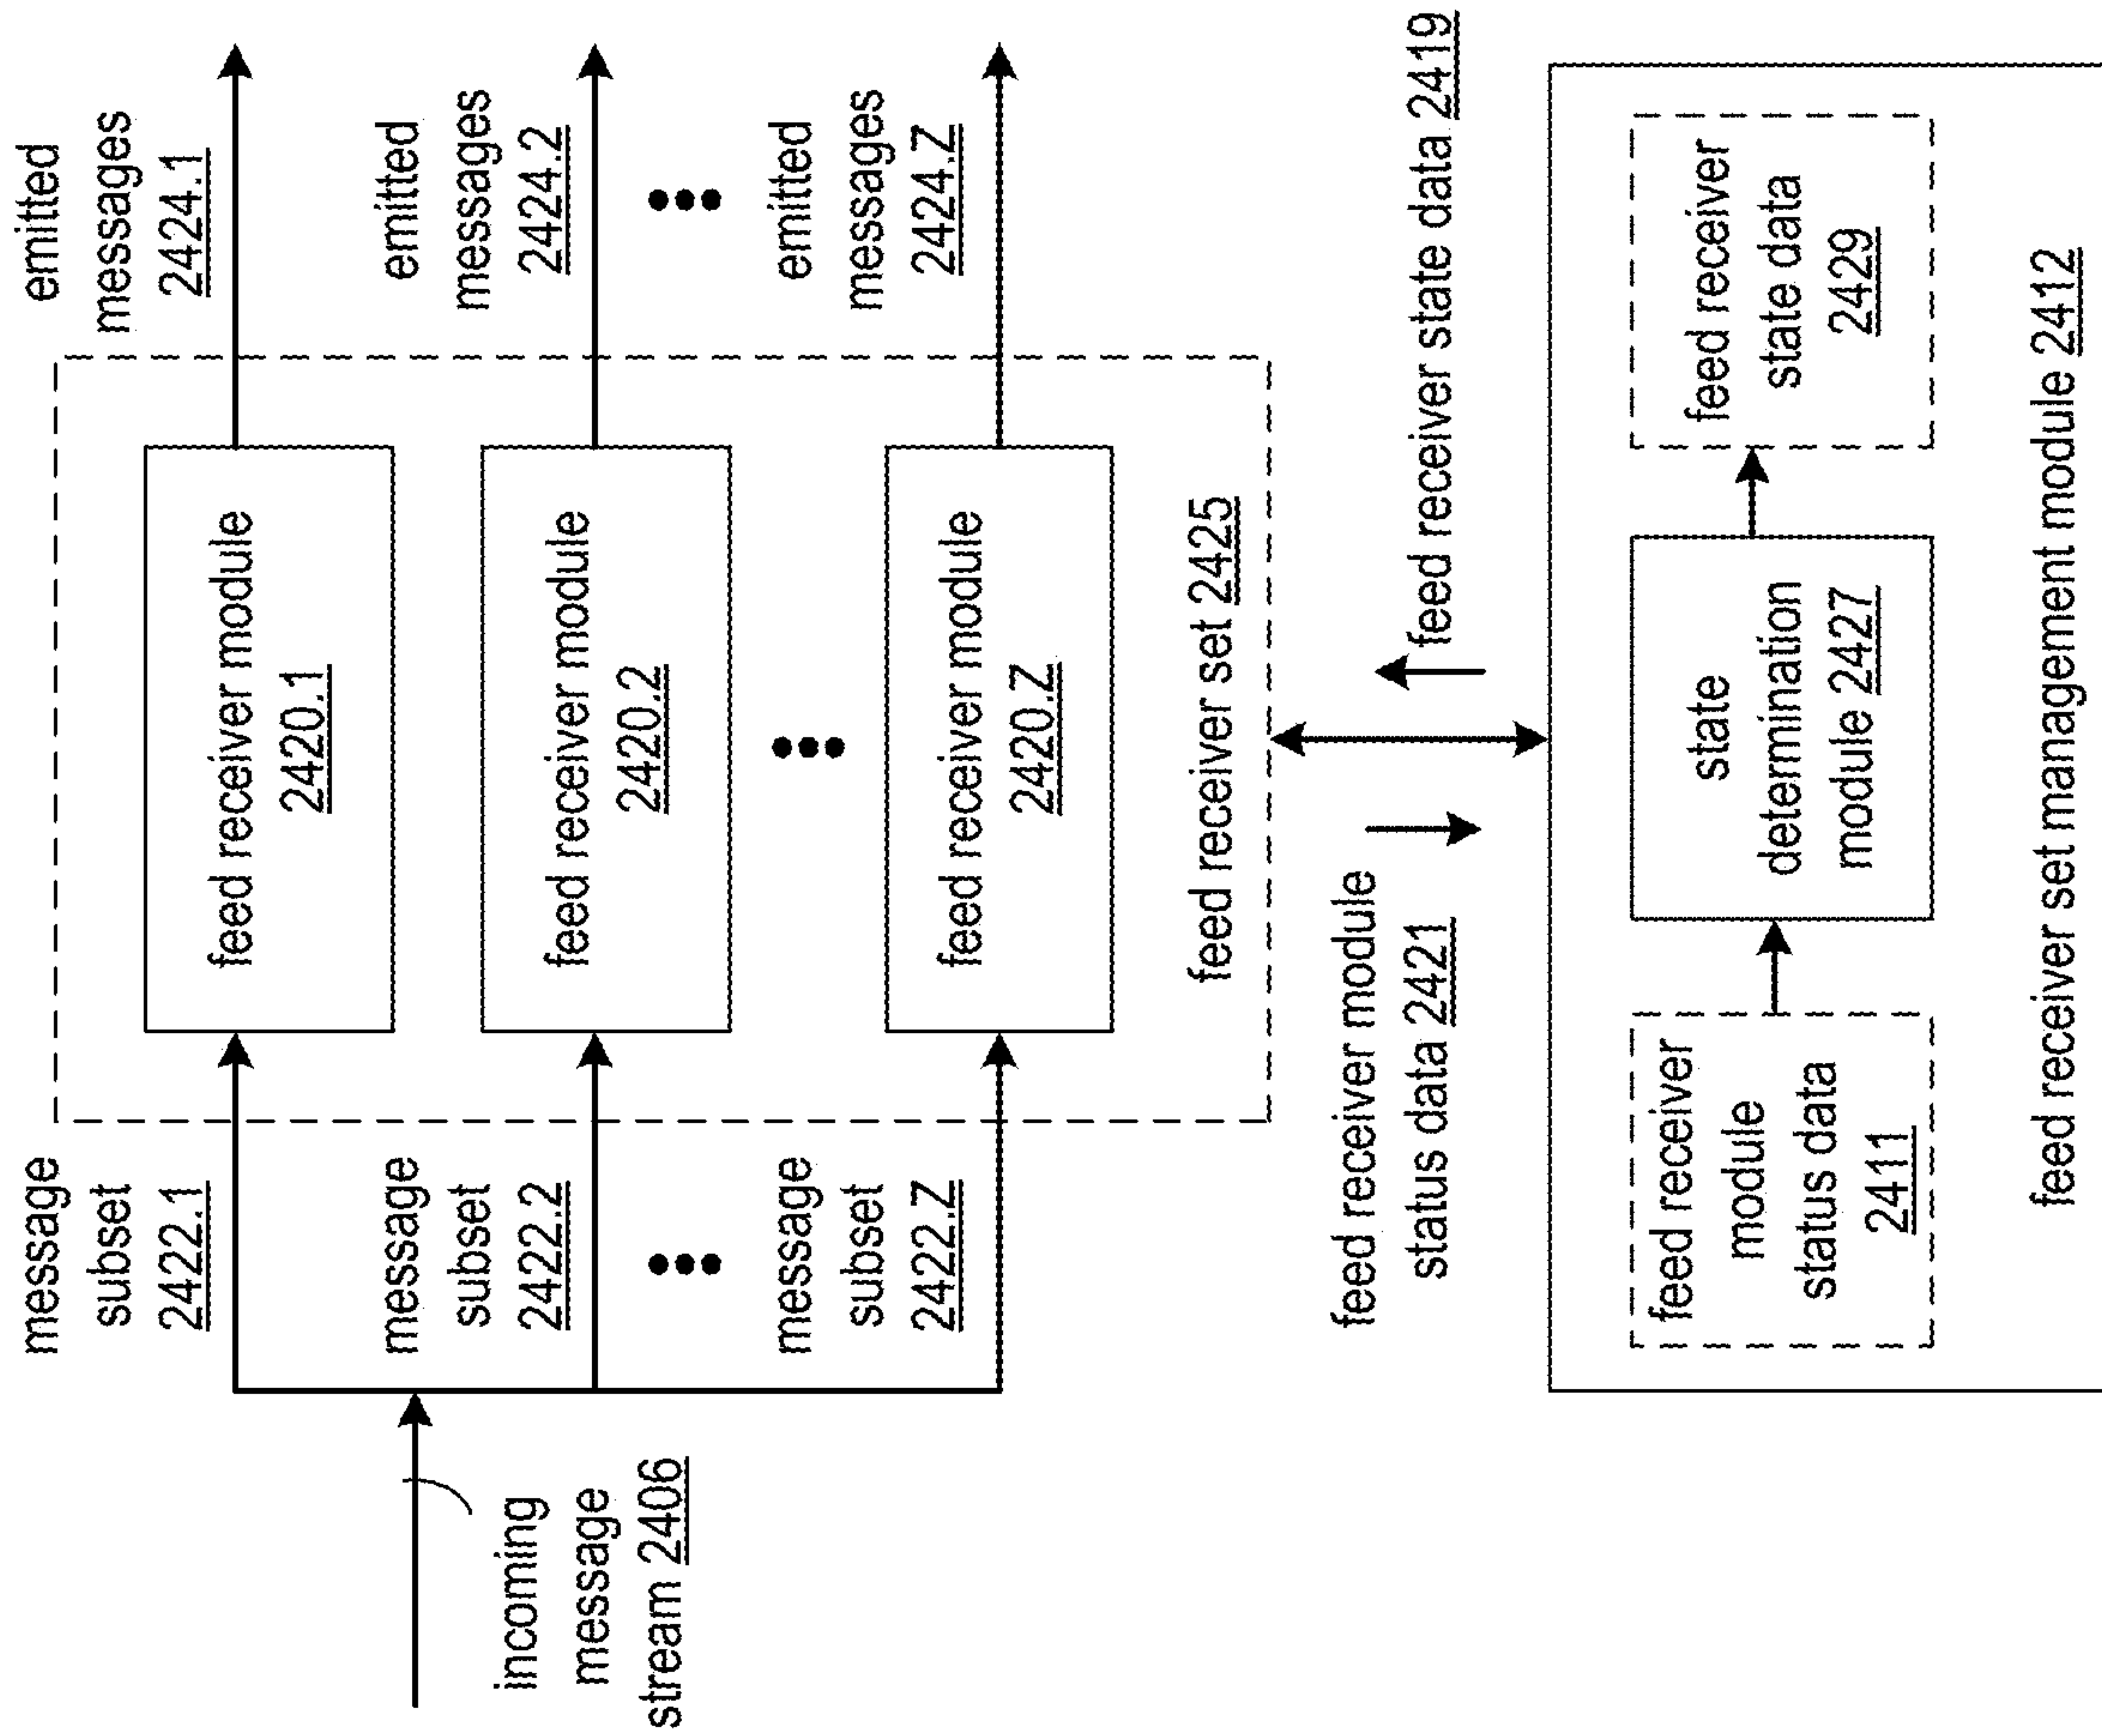 emitted
messages
2424.1
emitted
messages
2424.2
emitted
messages
2424.Z
feed receiver module
2420.1
feed receiver module
2420.2
feed receiver module
2420.Z
feed receiver set 2425
message
subset
2422.1
message
subset
2422.2
message
subset
2422.Z
incoming
message
stream 2406
feed receiver module
status data 2421
feed receiver state data 2419
feed receiver
module
status data
2411
state
determination
module 2427
feed receiver
state data
2429
feed receiver set management module 2412